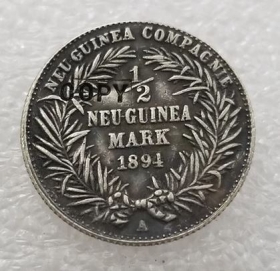 NEU GUINEA COMPAGNIE
1/2
COPY
NEU-GUINEA
MARK
1894
A